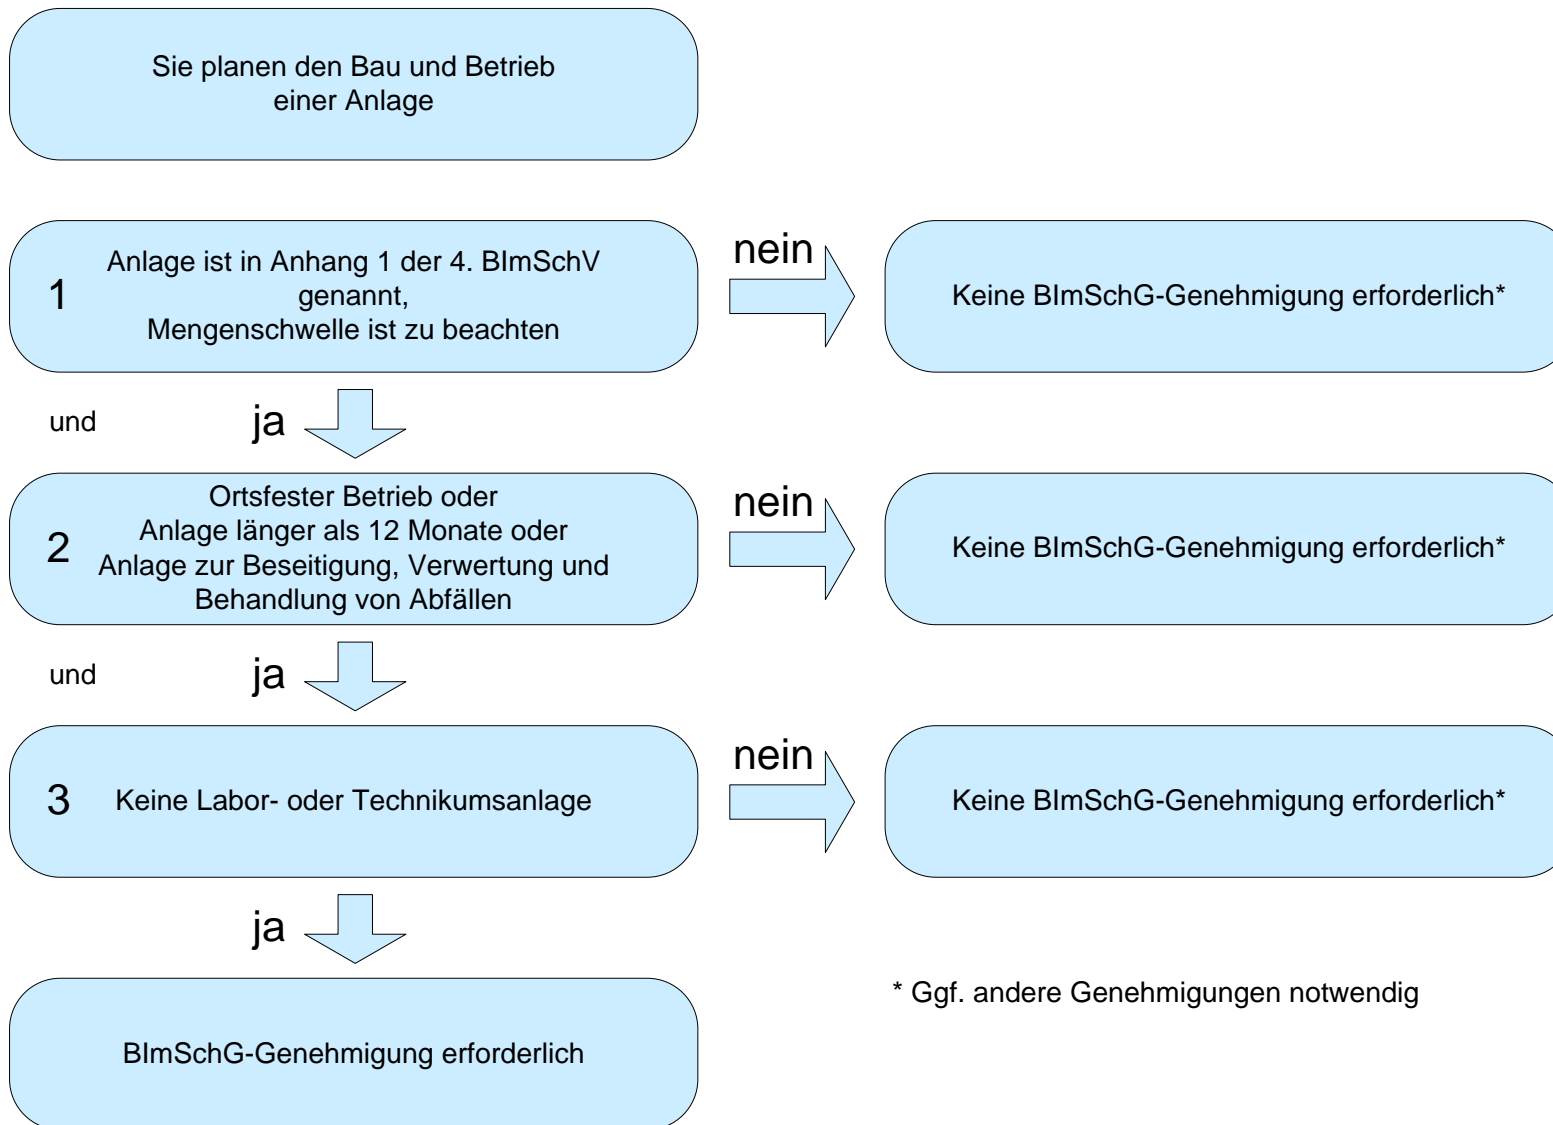 Sie planen den Bau und Betrieb
einer Anlage
1
Anlage ist in Anhang 1 der 4. BImSchV
genannt,
Mengenschwelle ist zu beachten
nein
Keine BImSchG-Genehmigung erforderlich*
und
ja
2
Ortsfester Betrieb oder
Anlage länger als 12 Monate oder
Anlage zur Beseitigung, Verwertung und
Behandlung von Abfällen
nein
Keine BImSchG-Genehmigung erforderlich*
und
ja
3
Keine Labor- oder Technikumsanlage
nein
Keine BImSchG-Genehmigung erforderlich*
ja
BImSchG-Genehmigung erforderlich
* Ggf. andere Genehmigungen notwendig